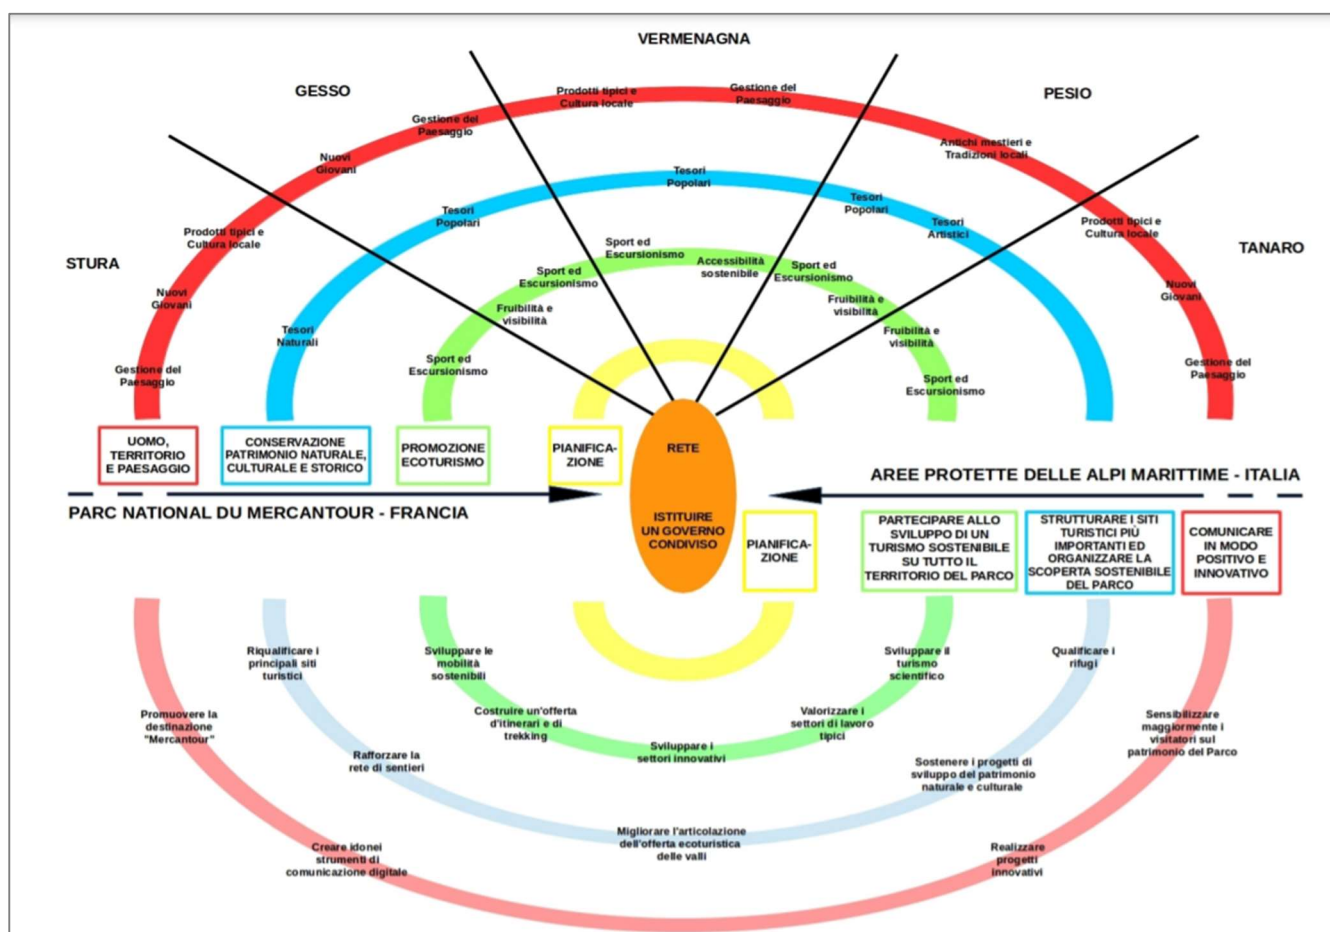 VERMENAGNA
GESSO
PESIO
STURA
TANARO
Prodotti tipici e
Cultura locale
Gestione del
Paesaggio
Gestione del
Paesaggio
Antichi mestieri e
Tradizioni locali
Nuovi
Giovani
Prodotti tipici e
Cultura locale
Prodotti tipici e
Cultura locale
Nuovi
Giovani
Nuovi
Giovani
Gestione del
Paesaggio
Gestione del
Paesaggio
Tesori
Popolari
Tesori
Popolari
Tesori
Popolari
Tesori
Artistici
Tesori
Naturali
Sport ed
Escursionismo
Accessibilità
sostenibile
Sport ed
Escursionismo
Sport ed
Escursionismo
Fruibilità e
visibilità
Fruibilità e
visibilità
Fruibilità e
visibilità
Sport ed
Escursionismo
Sport ed
Escursionismo
UOMO,
TERRITORIO
E PAESAGGIO
CONSERVAZIONE
PATRIMONIO NATURALE,
CULTURALE E STORICO
PROMOZIONE
ECOTURISMO
PIANIFICA-
ZIONE
RETE
ISTITUIRE
UN GOVERNO
CONDIVISO
AREE PROTETTE DELLE ALPI MARITTIME - ITALIA
PARC NATIONAL DU MERCANTOUR - FRANCIA
PIANIFICA-
ZIONE
PARTECIPARE ALLO
SVILUPPO DI UN
TURISMO SOSTENIBILE
SU TUTTO IL
TERRITORIO DEL PARCO
STRUTTURARE I SITI
TURISTICI PIÙ
IMPORTANTI ED
ORGANIZZARE LA
SCOPERTA SOSTENIBILE
DEL PARCO
COMUNICARE
IN MODO
POSITIVO E
INNOVATIVO
Riqualificare i
principali siti
turistici
Sviluppare le
mobilità
sostenibili
Sviluppare il
turismo
scientifico
Qualificare i
rifugi
Promuovere la
destinazione
"Mercantour"
Costruire un'offerta
d'itinerari e di
trekking
Valorizzare i
settori di lavoro
tipici
Sensibilizzare
maggiormente i
visitatori sul
patrimonio del Parco
Rafforzare la
rete di sentieri
Sviluppare i
settori innovativi
Sostenere i progetti di
sviluppo del patrimonio
naturale e culturale
Migliorare l'articolazione
dell'offerta ecoturistica
delle valli
Creare idonei
strumenti di
comunicazione digitale
Realizzare
progetti
innovativi